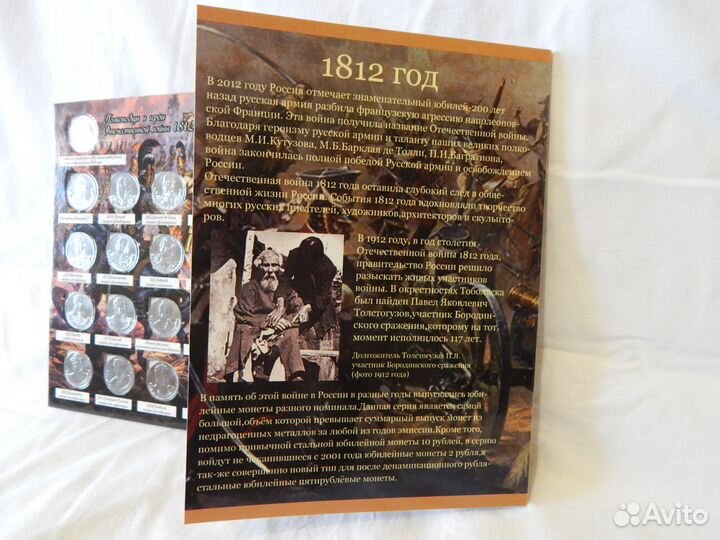 1812 год
В 2012 году Россия отмечает знаменательный юбилей-200 лет
назад русская армия разбила французскую агрессию наполеонов-
ской Франции. Эта война получила название Отечественной войны.
Благодаря героизму русской армии и таланту наших великих полко-
водцев М.И.Кутузова, М.Б.Барклая де Толли, П.И.Багратиона,
война закончилась полной победой Русской армии и освобождением
России.
Отечественная война 1812 года оставила глубокий след в обще-
ственной жизни России. События 1812 года вдохновляли творчество
многих русских писателей, художников,архитекторов и скульпто-
ров.
В 1912 году, в год столетия
Отечественной войны 1812 года,
правительство России решило
разыскать живых участников
войны. В окрестностях Тобольска
был найден Павел Яковлевич
Толстогузов,участник Бородин-
ского сражения,которому на тот
момент исполнилось 117 лет.
Долгожитель Толстогузов П.Я.
участник Бородинского сражения
(фото 1912 года)
В память об этой войне в России в разные годы выпускались юби-
лейные монеты разного номинала.Данная серия является самой
большой,объём которой превышает суммарный выпуск монет из
недрагоценных металлов за любой из годов эмиссии.Кроме того,
помимо привычной стальной юбилейной монеты 10 рублей, в серию
войдут не чеканившиеся с 2001 года юбилейные монеты 2 рубля,а
так-же совершенно новый тип для после деноминационного рубля-
стальные юбилейные пятирублёвые монеты.
Полководцы и герои
Отечественной войны 1812
Avito